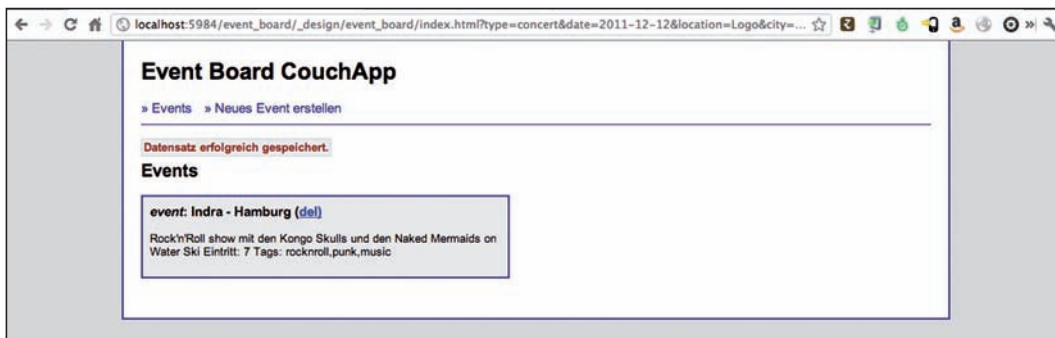 localhost:5984/event_board/_design/event_board/index.html?type=concert&date=2011-12-12&location=Logo&city=...
Event Board CouchApp
» Events » Neues Event erstellen
Datensatz erfolgreich gespeichert.
Events
event: Indra - Hamburg (del)
Rock'n'Roll show mit den Kongo Skulls und den Naked Mermaids on
Water Ski Eintritt: 7 Tags: rocknroll,punk,music